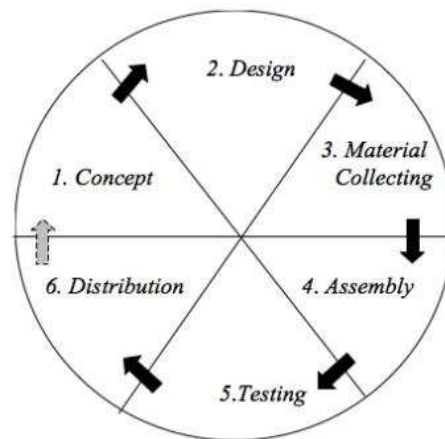 1. Concept
2. Design
3. Material
Collecting
4. Assembly
5.Testing
6. Distribution